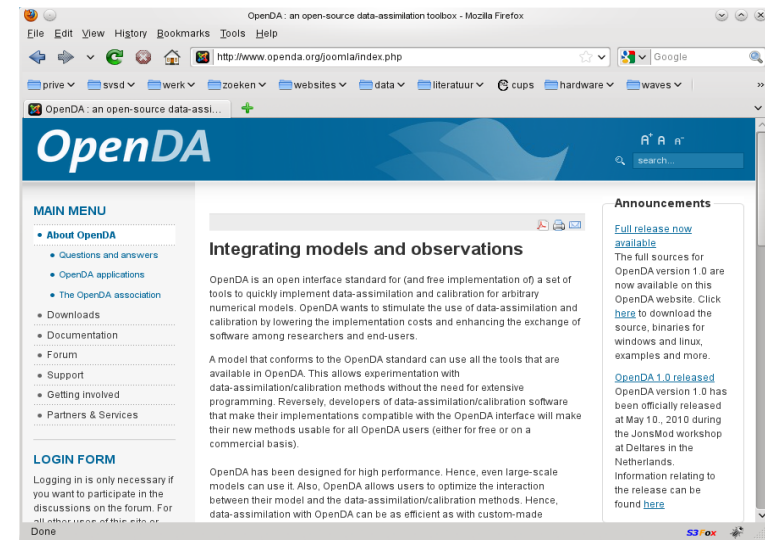 OpenDA : an open-source data-assimilation toolbox - Mozilla Firefox
File Edit View History Bookmarks Tools Help
http://www.openda.org/joomla/index.php
Google
prive svsd werk zoeken websites data literatuur cups hardware waves »
OpenDA : an open-source data-assi...
OpenDA
A+ A A-
search...
MAIN MENU
About OpenDA
Questions and answers
OpenDA applications
The OpenDA association
Downloads
Documentation
Forum
Support
Getting involved
Partners & Services
LOGIN FORM
Logging in is only necessary if
you want to participate in the
discussions on the forum. For
all other uses of this site or
Integrating models and observations
OpenDA is an open interface standard for (and free implementation of) a set of
tools to quickly implement data-assimilation and calibration for arbitrary
numerical models. OpenDA wants to stimulate the use of data-assimilation and
calibration by lowering the implementation costs and enhancing the exchange of
software among researchers and end-users.
A model that conforms to the OpenDA standard can use all the tools that are
available in OpenDA. This allows experimentation with
data-assimilation/calibration methods without the need for extensive
programming. Reversely, developers of data-assimilation/calibration software
that make their implementations compatible with the OpenDA interface will make
their new methods usable for all OpenDA users (either for free or on a
commercial basis).
OpenDA has been designed for high performance. Hence, even large-scale
models can use it. Also, OpenDA allows users to optimize the interaction
between their model and the data-assimilation/calibration methods. Hence,
data-assimilation with OpenDA can be as efficient as with custom-made
Announcements
Full release now
available
The full sources for
OpenDA version 1.0 are
now available on this
OpenDA website. Click
here to download the
source, binaries for
windows and linux,
examples and more.
OpenDA 1.0 released
OpenDA version 1.0 has
been officially released
at May 10., 2010 during
the JonsMod workshop
at Deltares in the
Netherlands.
Information relating to
the release can be
found here
Done
S3Fox